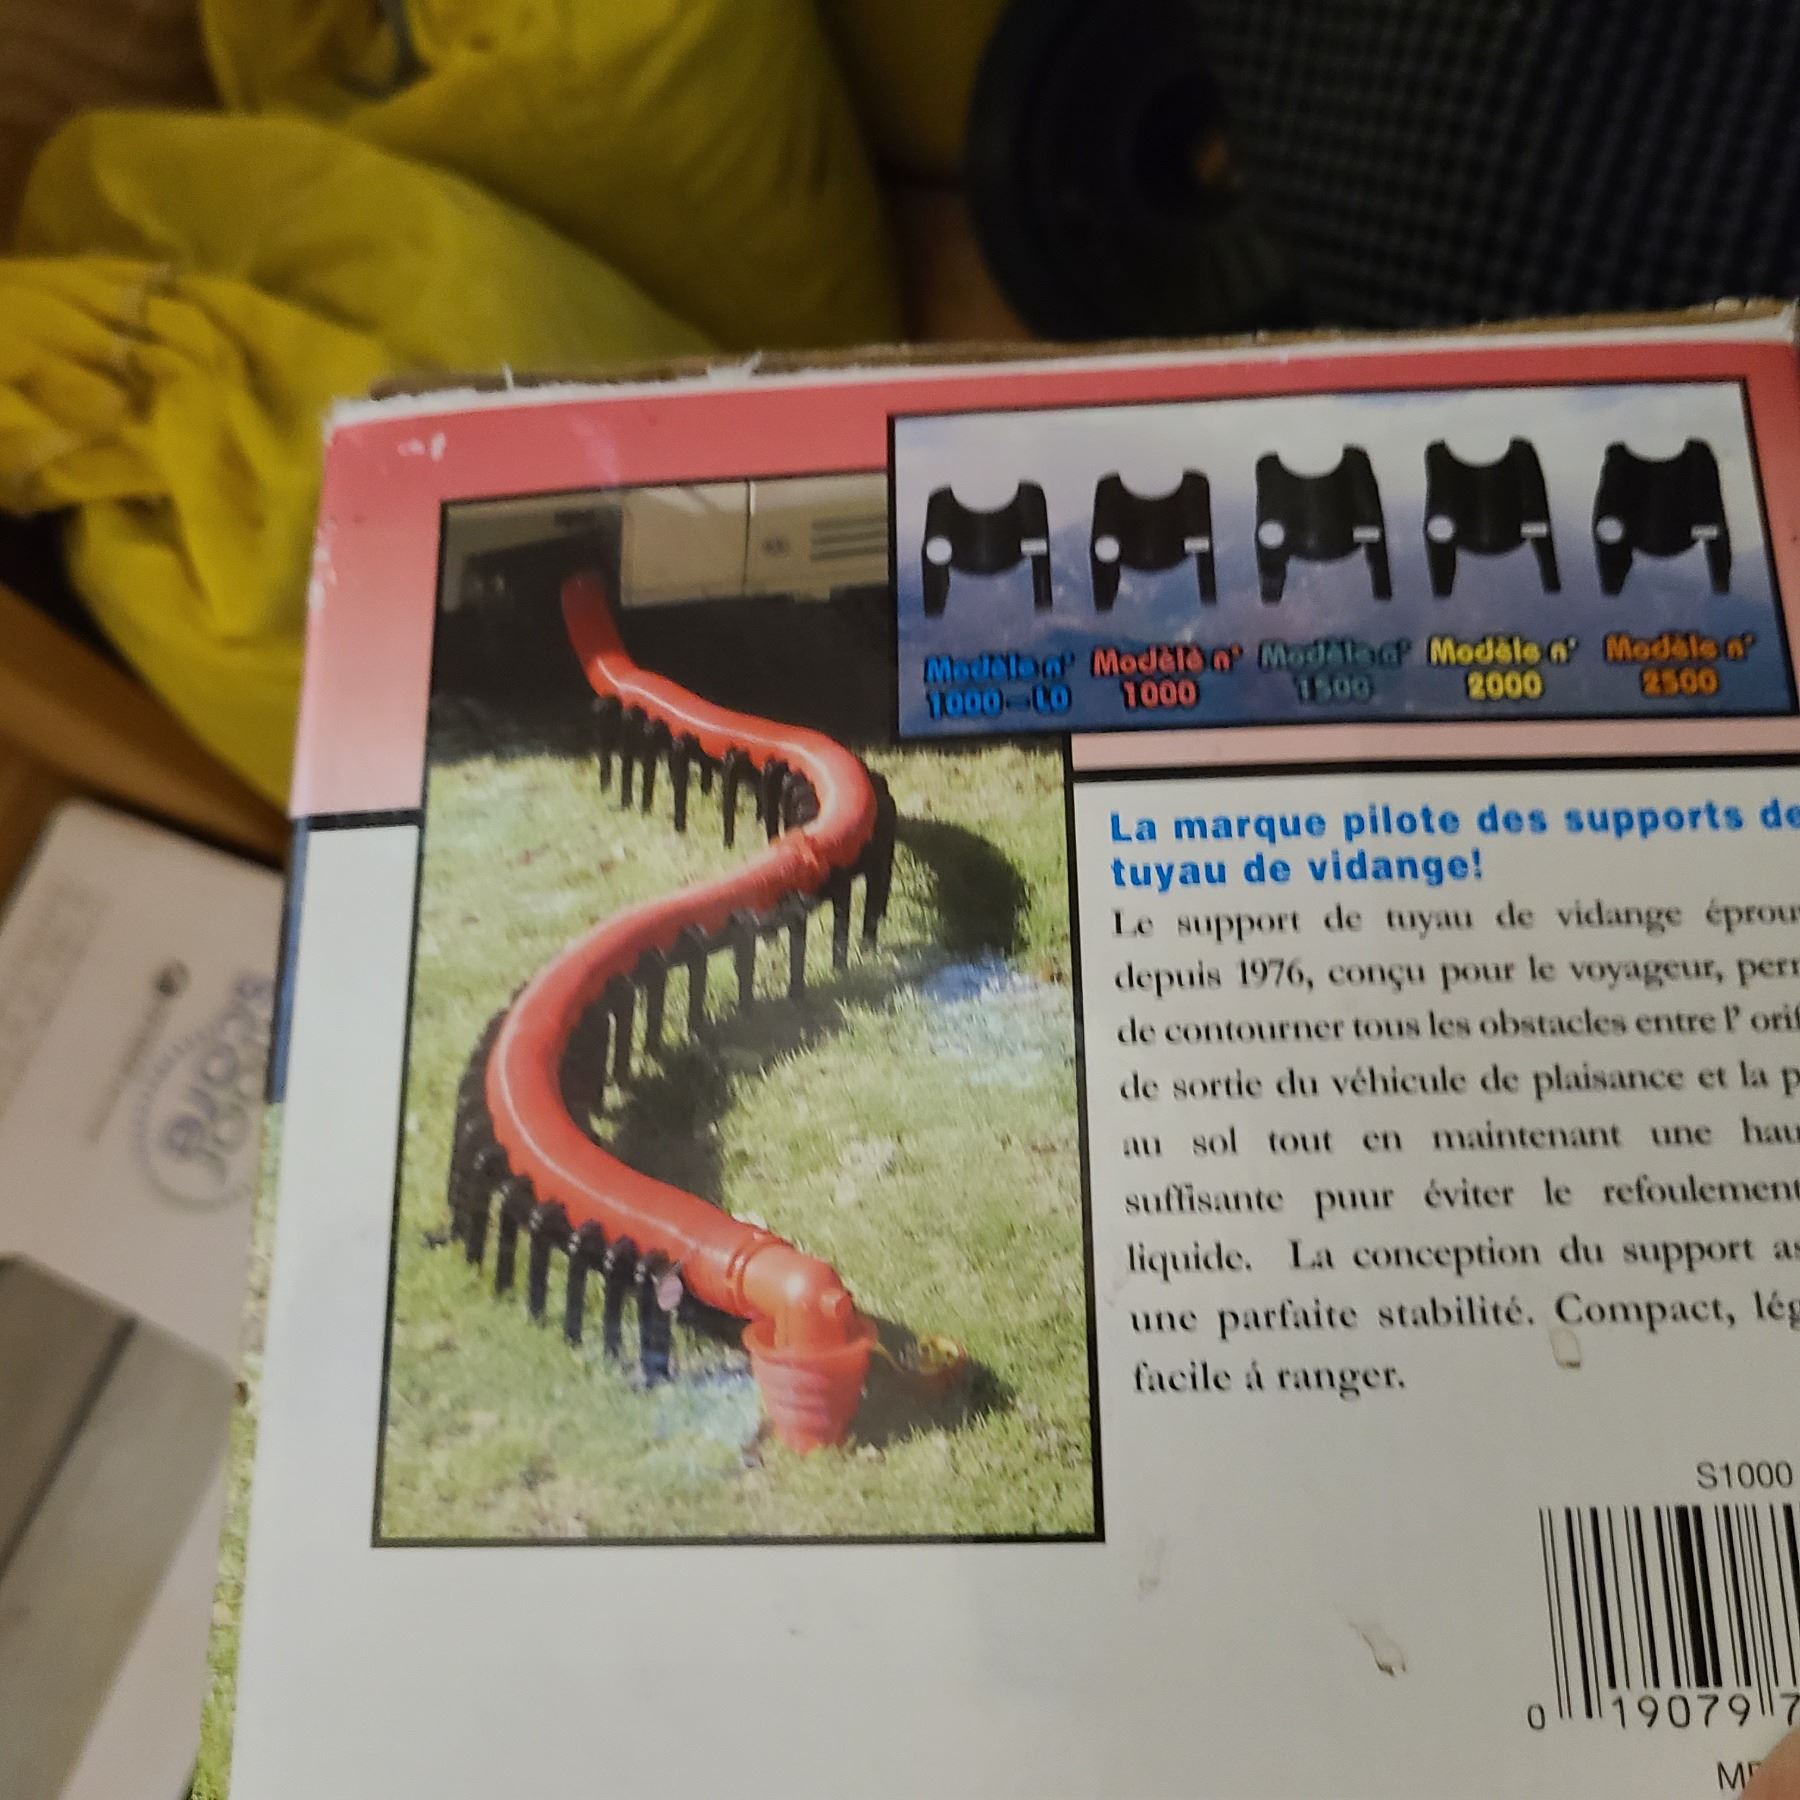 Modèle n° Modèlè n° Modèle n° Modèle n° Modèle n°
1000-LO 1000 1500 2000 2500
La marque pilote des supports de
tuyau de vidange!
Le support de tuyau de vidange éprou
depuis 1976, conçu pour le voyageur, perm
de contourner tous les obstacles entre l' orif
de sortie du véhicule de plaisance et la p
au sol tout en maintenant une hau
suffisante puur éviter le refoulement
liquide. La conception du support as
une parfaite stabilité. Compact, lég
facile á ranger.
S1000
0 19079 7